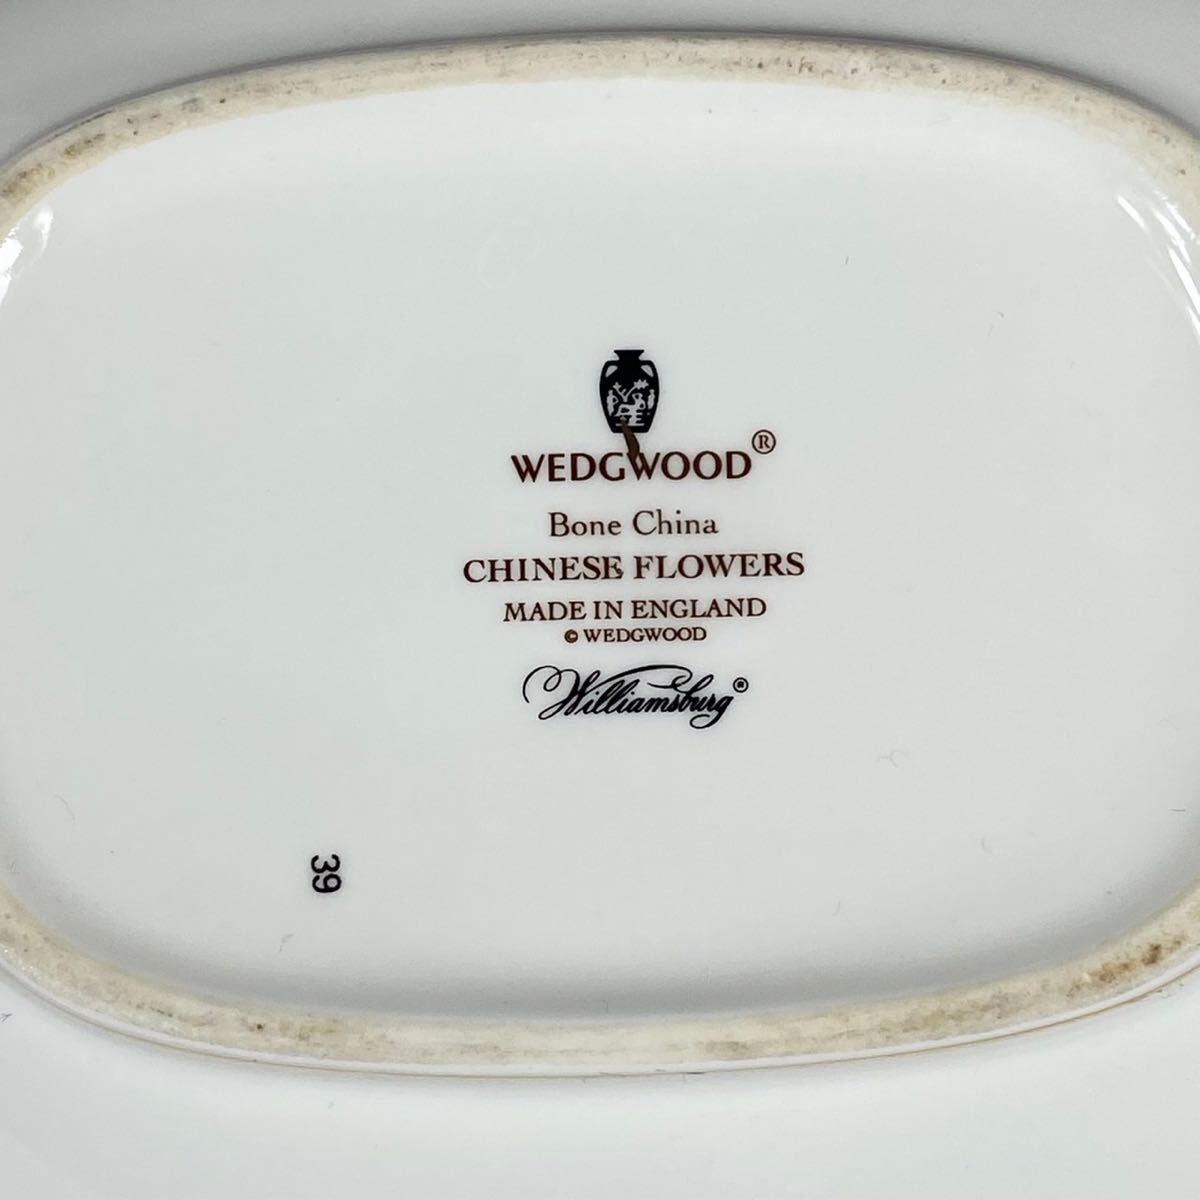 WEDGWOOD®
Bone China
CHINESE FLOWERS
MADE IN ENGLAND
© WEDGWOOD
Williamsburg®
39